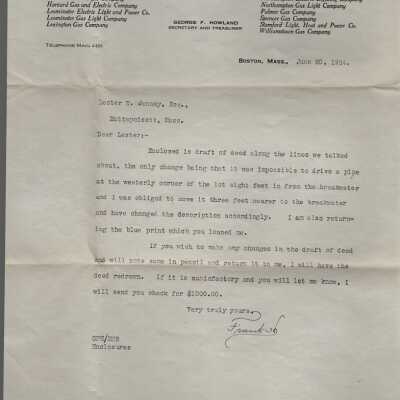 Harvard Gas and Electric Company
Leominster Electric Light and Power Co.
Leominster Gas Light Company
Lexington Gas Company
Northampton Gas Light Company
Palmer Gas Company
Spencer Gas Company
Stamford Light, Heat and Power Co.
Williamstown Gas Company
GEORGE F. HOWLAND
SECRETARY AND TREASURER
TELEPHONE MAIN
BOSTON, MASS., June 20, 1924.
Lester W. Jenney, Esq.,
Mattapoisett, Mass.
Dear Lester:-
Enclosed is draft of deed along the lines we talked
about, the only change being that it was impossible to drive a pipe
at the westerly corner of the lot eight feet in from the breakwater
and I was obliged to move it three feet nearer to the breakwater
and have changed the description accordingly. I am also return-
ing the blue print which you loaned me.
If you wish to make any changes in the draft of deed
and will note same in pencil and return it to me, I will have the
deed redrawn. If it is satisfactory and you will let me know, I
will send you check for $1000.00.
Very truly yours,
Frank
Enclosures